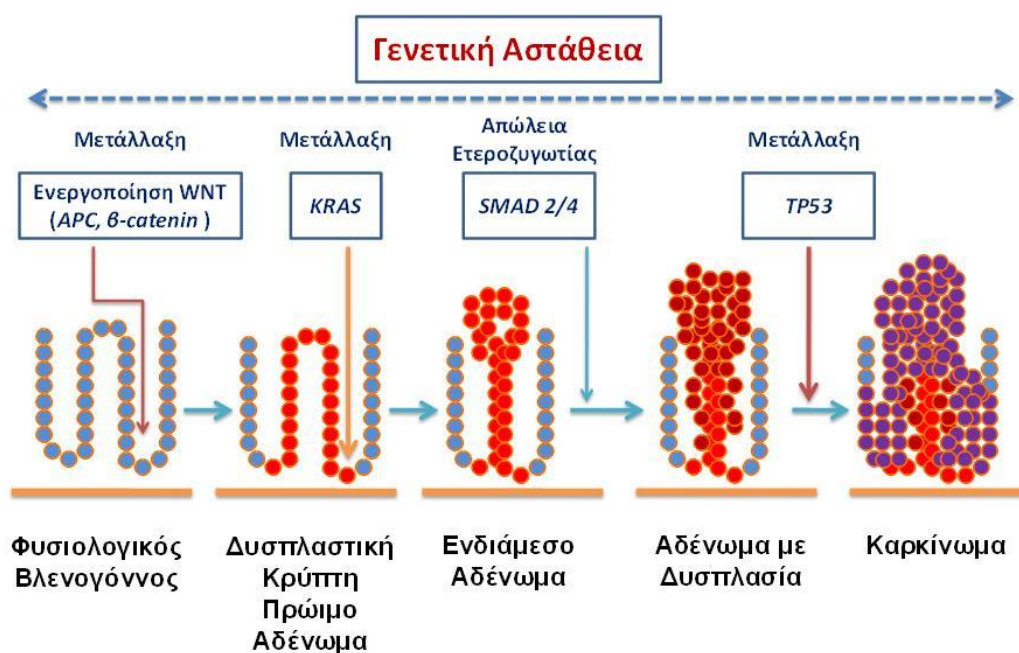 Γενετική Αστάθεια
Μετάλλαξη
Ενεργοποίηση WNT
(APC, β-catenin )
Μετάλλαξη
KRAS
Απώλεια
Ετεροζυγωτίας
SMAD 2/4
Μετάλλαξη
TP53
Φυσιολογικός
Βλενογόννος
Δυσπλαστική
Κρύπτη
Πρώιμο
Αδένωμα
Ενδιάμεσο
Αδένωμα
Αδένωμα με
Δυσπλασία
Καρκίνωμα